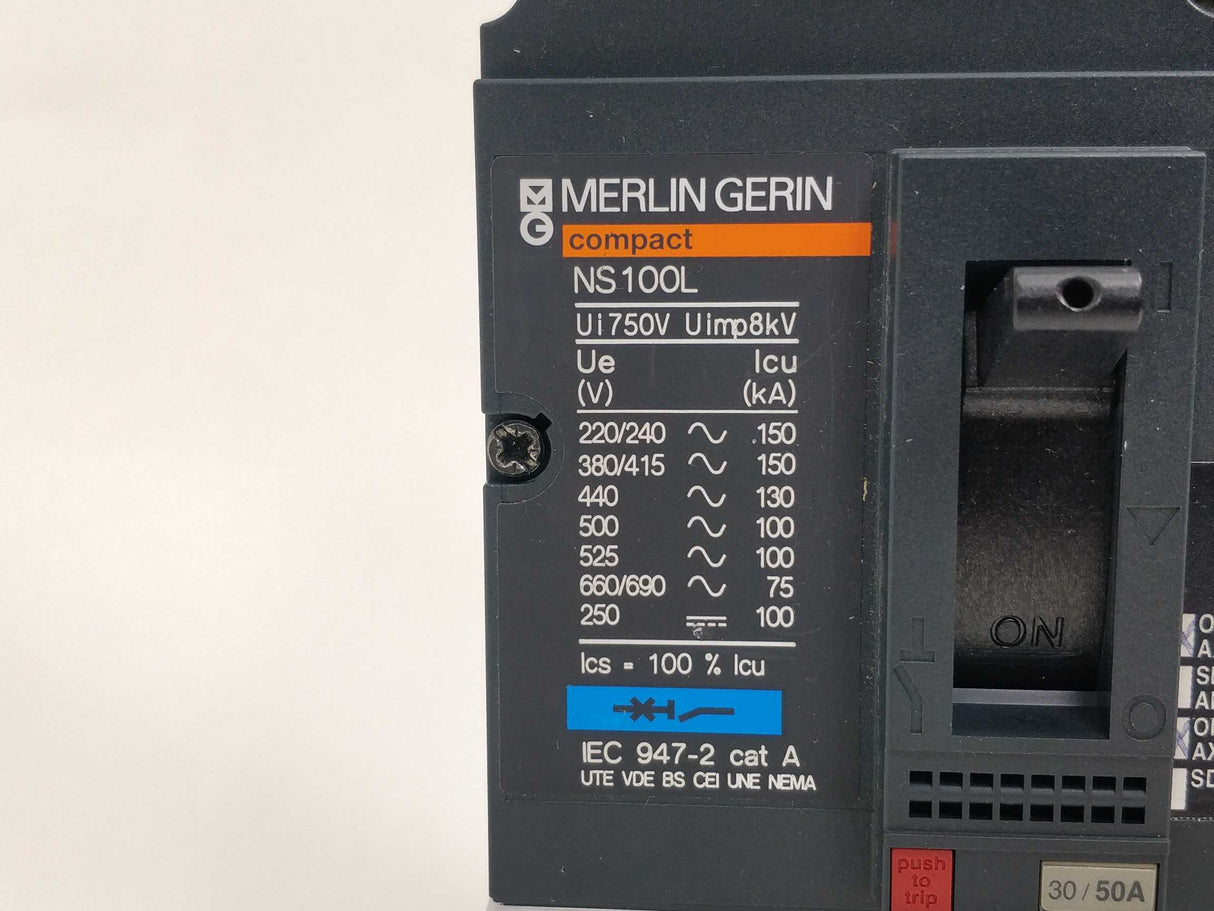 MERLIN GERIN
compact
NS100L
Ui750V Uimp8kV
Ue Icu
(V) (kA)
220/240 ~ .150
380/415 ~ 150
440 ~ 130
500 ~ 100
525 ~ 100
660/690 ~ 75
250 ⎓ 100
Ics = 100 % Icu
IEC 947-2 cat A
UTE VDE BS CEI UNE NEMA
I
ON
O
push
to
trip
30 / 50A
O
A
SD